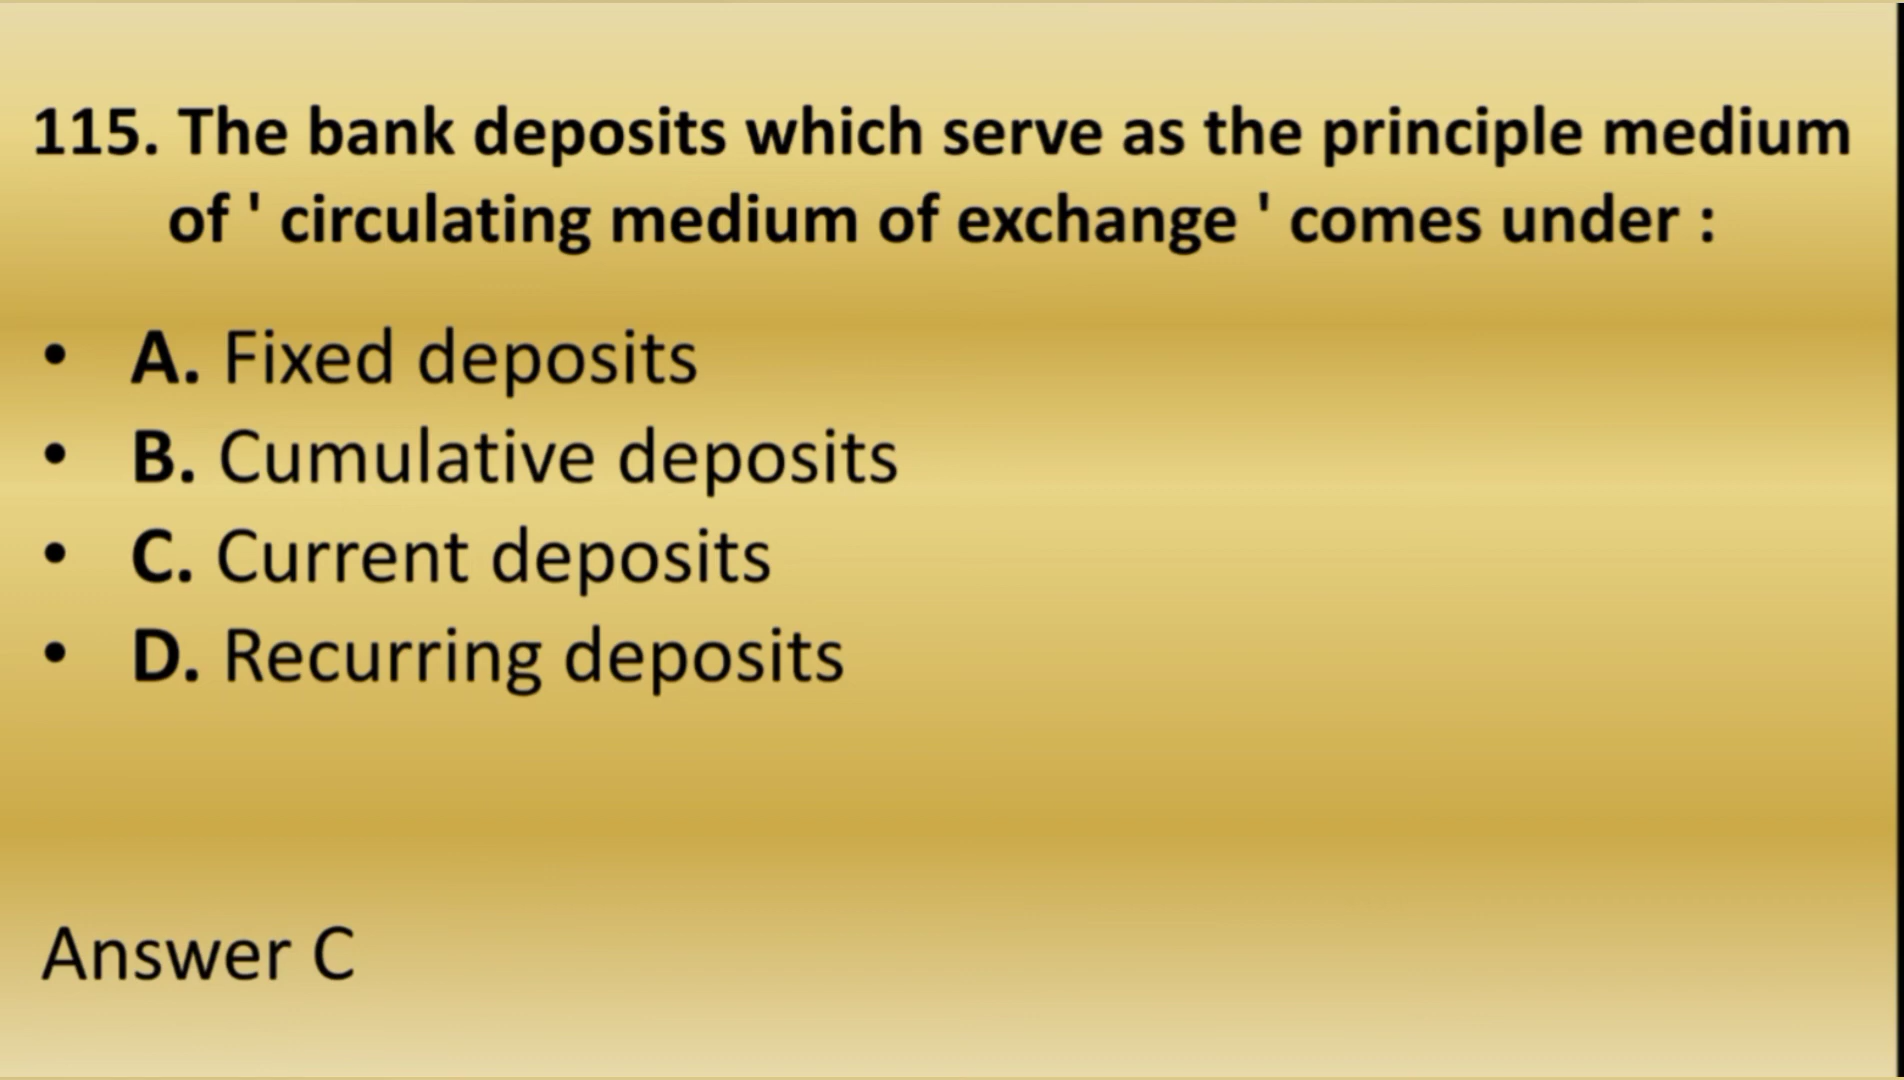 115. The bank deposits which serve as the principle medium
of ' circulating medium of exchange ' comes under :
• A. Fixed deposits
• B. Cumulative deposits
• C. Current deposits
• D. Recurring deposits
Answer C